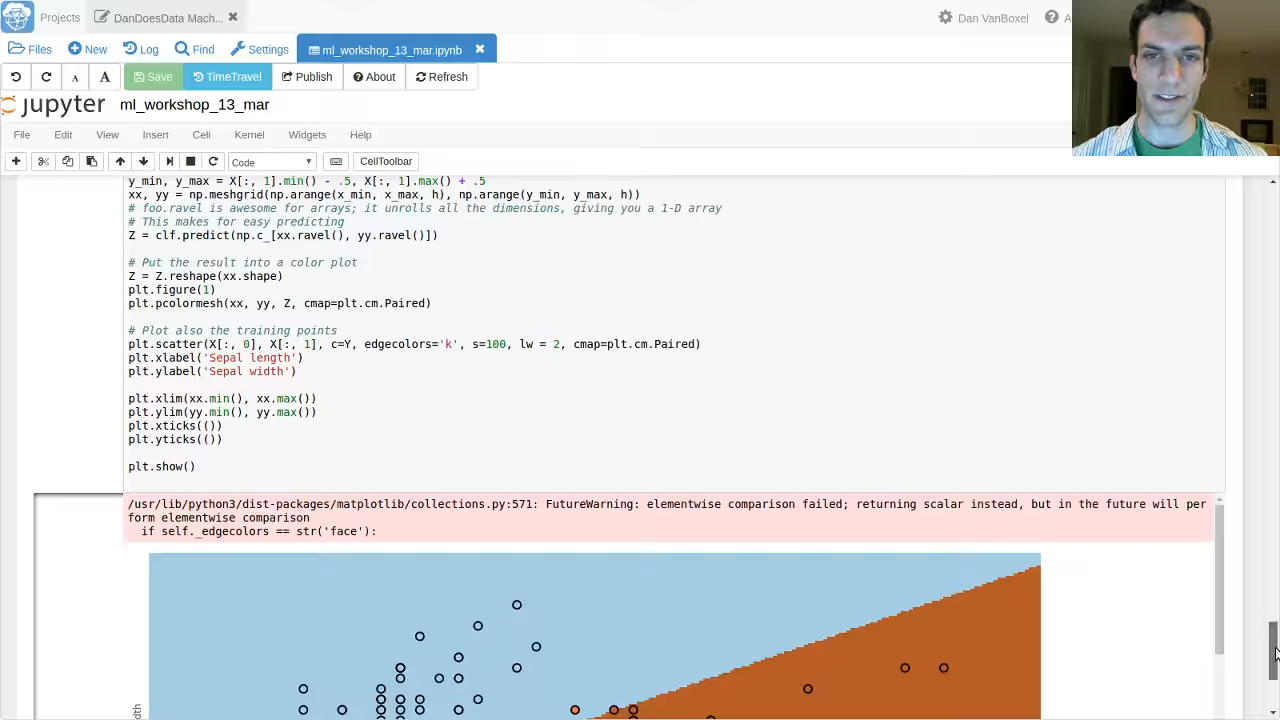 Projects DanDoesData Mach... Dan VanBoxel A
Files New Log Find Settings ml_workshop_13_mar.ipynb
A A Save TimeTravel Publish About Refresh
jupyter ml_workshop_13_mar
File Edit View Insert Cell Kernel Widgets Help
Code CellToolbar
y_min, y_max = X[:, 1].min() - .5, X[:, 1].max() + .5
xx, yy = np.meshgrid(np.arange(x_min, x_max, h), np.arange(y_min, y_max, h))
# foo.ravel is awesome for arrays; it unrolls all the dimensions, giving you a 1-D array
# This makes for easy predicting
Z = clf.predict(np.c_[xx.ravel(), yy.ravel()])
# Put the result into a color plot
Z = Z.reshape(xx.shape)
plt.figure(1)
plt.pcolormesh(xx, yy, Z, cmap=plt.cm.Paired)
# Plot also the training points
plt.scatter(X[:, 0], X[:, 1], c=Y, edgecolors='k', s=100, lw = 2, cmap=plt.cm.Paired)
plt.xlabel('Sepal length')
plt.ylabel('Sepal width')
plt.xlim(xx.min(), xx.max())
plt.ylim(yy.min(), yy.max())
plt.xticks(())
plt.yticks(())
plt.show()
/usr/lib/python3/dist-packages/matplotlib/collections.py:571: FutureWarning: elementwise comparison failed; returning scalar instead, but in the future will per
form elementwise comparison
if self._edgecolors == str('face'):
dth